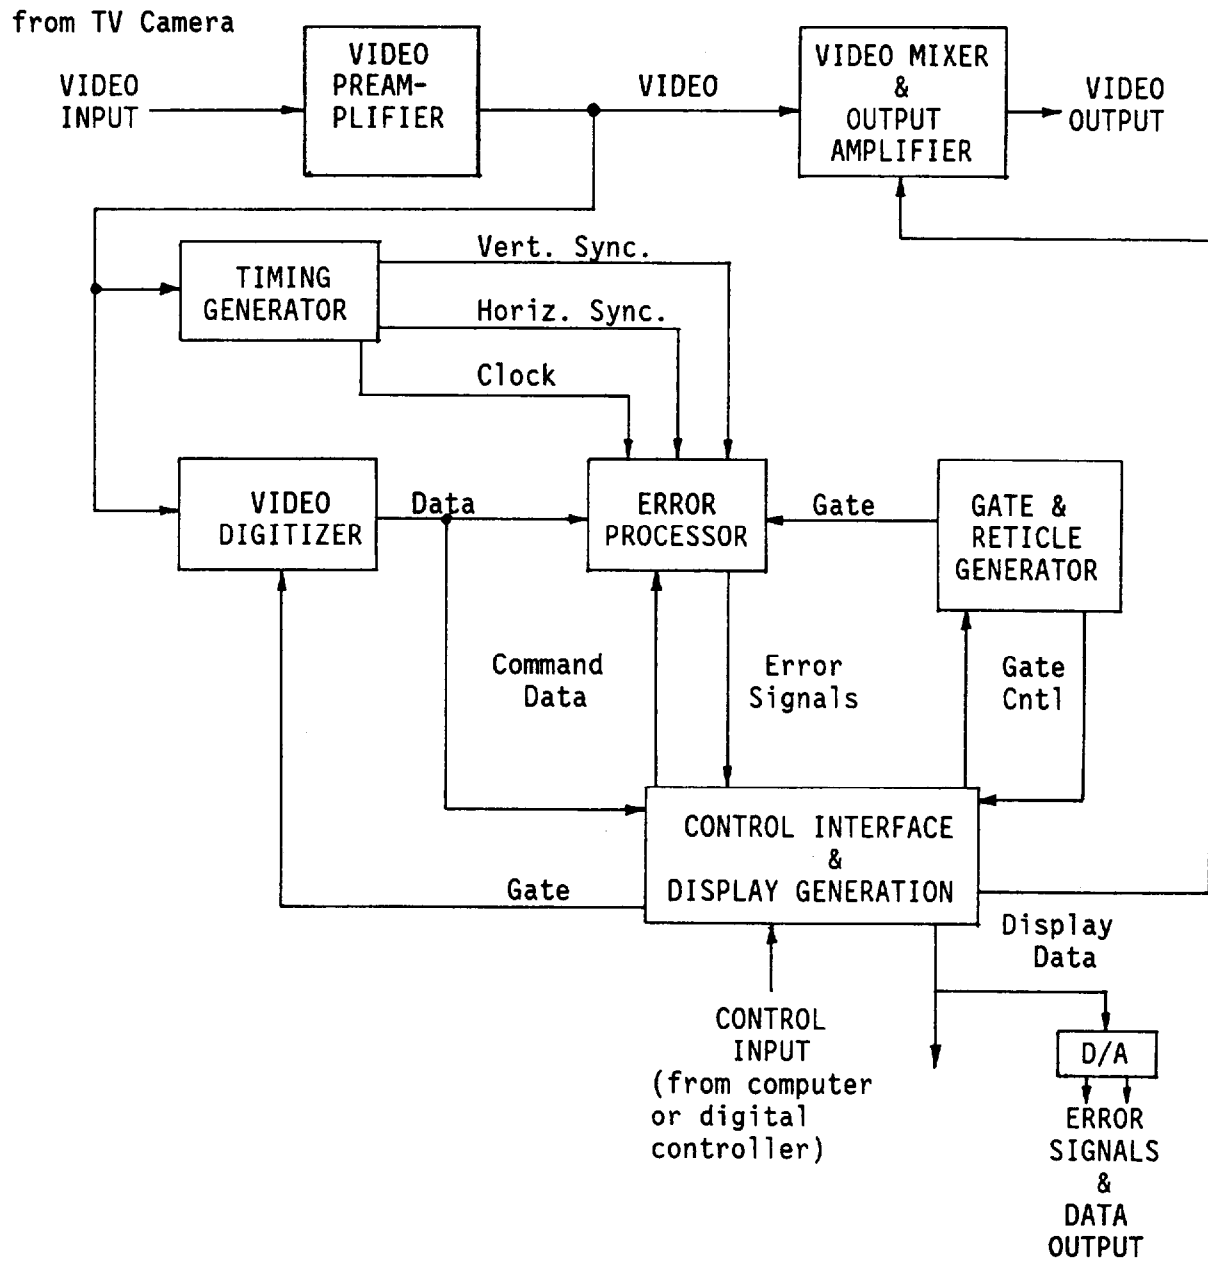 from TV Camera
VIDEO
INPUT
VIDEO
PREAM-
PLIFIER
VIDEO
VIDEO MIXER
&
OUTPUT
AMPLIFIER
VIDEO
OUTPUT
TIMING
GENERATOR
Vert. Sync.
Horiz. Sync.
Clock
VIDEO
DIGITIZER
Data
ERROR
PROCESSOR
Gate
GATE &
RETICLE
GENERATOR
Command
Data
Error
Signals
Gate
Cntl
CONTROL INTERFACE
&
DISPLAY GENERATION
Gate
Display
Data
CONTROL
INPUT
(from computer
or digital
controller)
D/A
ERROR
SIGNALS
&
DATA
OUTPUT